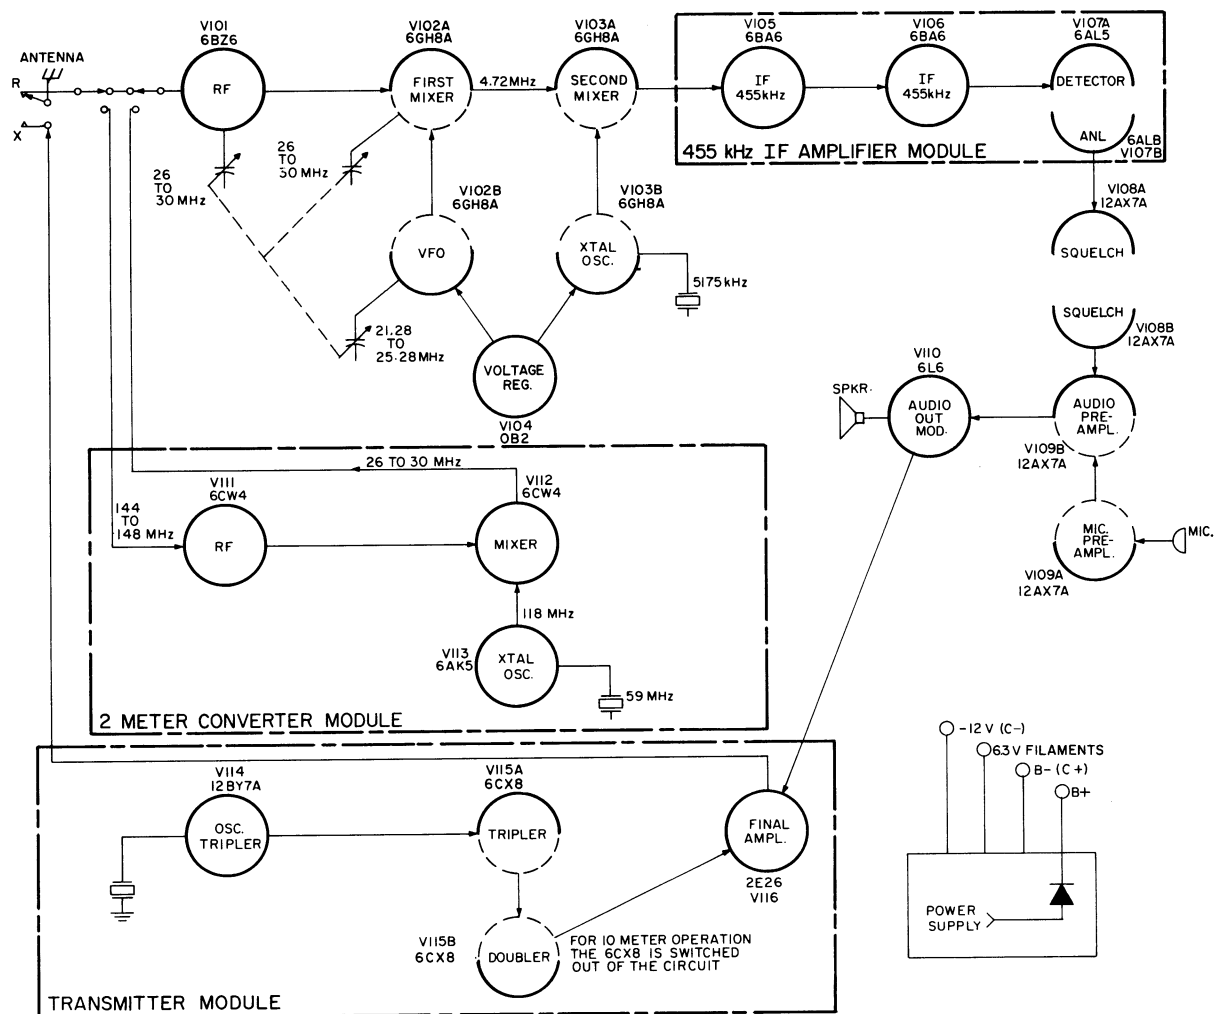 V101
6BZ6
V102A
6GH8A
V103A
6GH8A
V105
6BA6
V106
6BA6
V107A
6AL5
ANTENNA
R
X
RF
FIRST
MIXER
4.72MHz
SECOND
MIXER
IF
455kHz
IF
455kHz
DETECTOR
ANL
6ALB
V107B
455 kHz IF AMPLIFIER MODULE
26
TO
30 MHz
26
TO
30 MHz
V102B
6GH8A
V103B
6GH8A
V108A
12AX7A
VFO
XTAL
OSC.
5175kHz
SQUELCH
SQUELCH
V108B
12AX7A
21.28
TO
25.28MHz
VOLTAGE
REG.
V104
OB2
V110
6L6
SPKR.
AUDIO
OUT
MOD.
AUDIO
PRE-
AMPL.
V109B
12AX7A
MIC.
PRE-
AMPL.
MIC.
V109A
12AX7A
26 TO 30 MHz
V111
6CW4
V112
6CW4
144
TO
148 MHz
RF
MIXER
118 MHz
V113
6AK5
XTAL
OSC.
59 MHz
2 METER CONVERTER MODULE
V114
12BY7A
V115A
6CX8
OSC.
TRIPLER
TRIPLER
FINAL
AMPL.
2E26
V116
V115B
6CX8
DOUBLER
FOR 10 METER OPERATION
THE 6CX8 IS SWITCHED
OUT OF THE CIRCUIT
TRANSMITTER MODULE
-12 V (C-)
6.3V FILAMENTS
B- (C+)
B+
POWER
SUPPLY